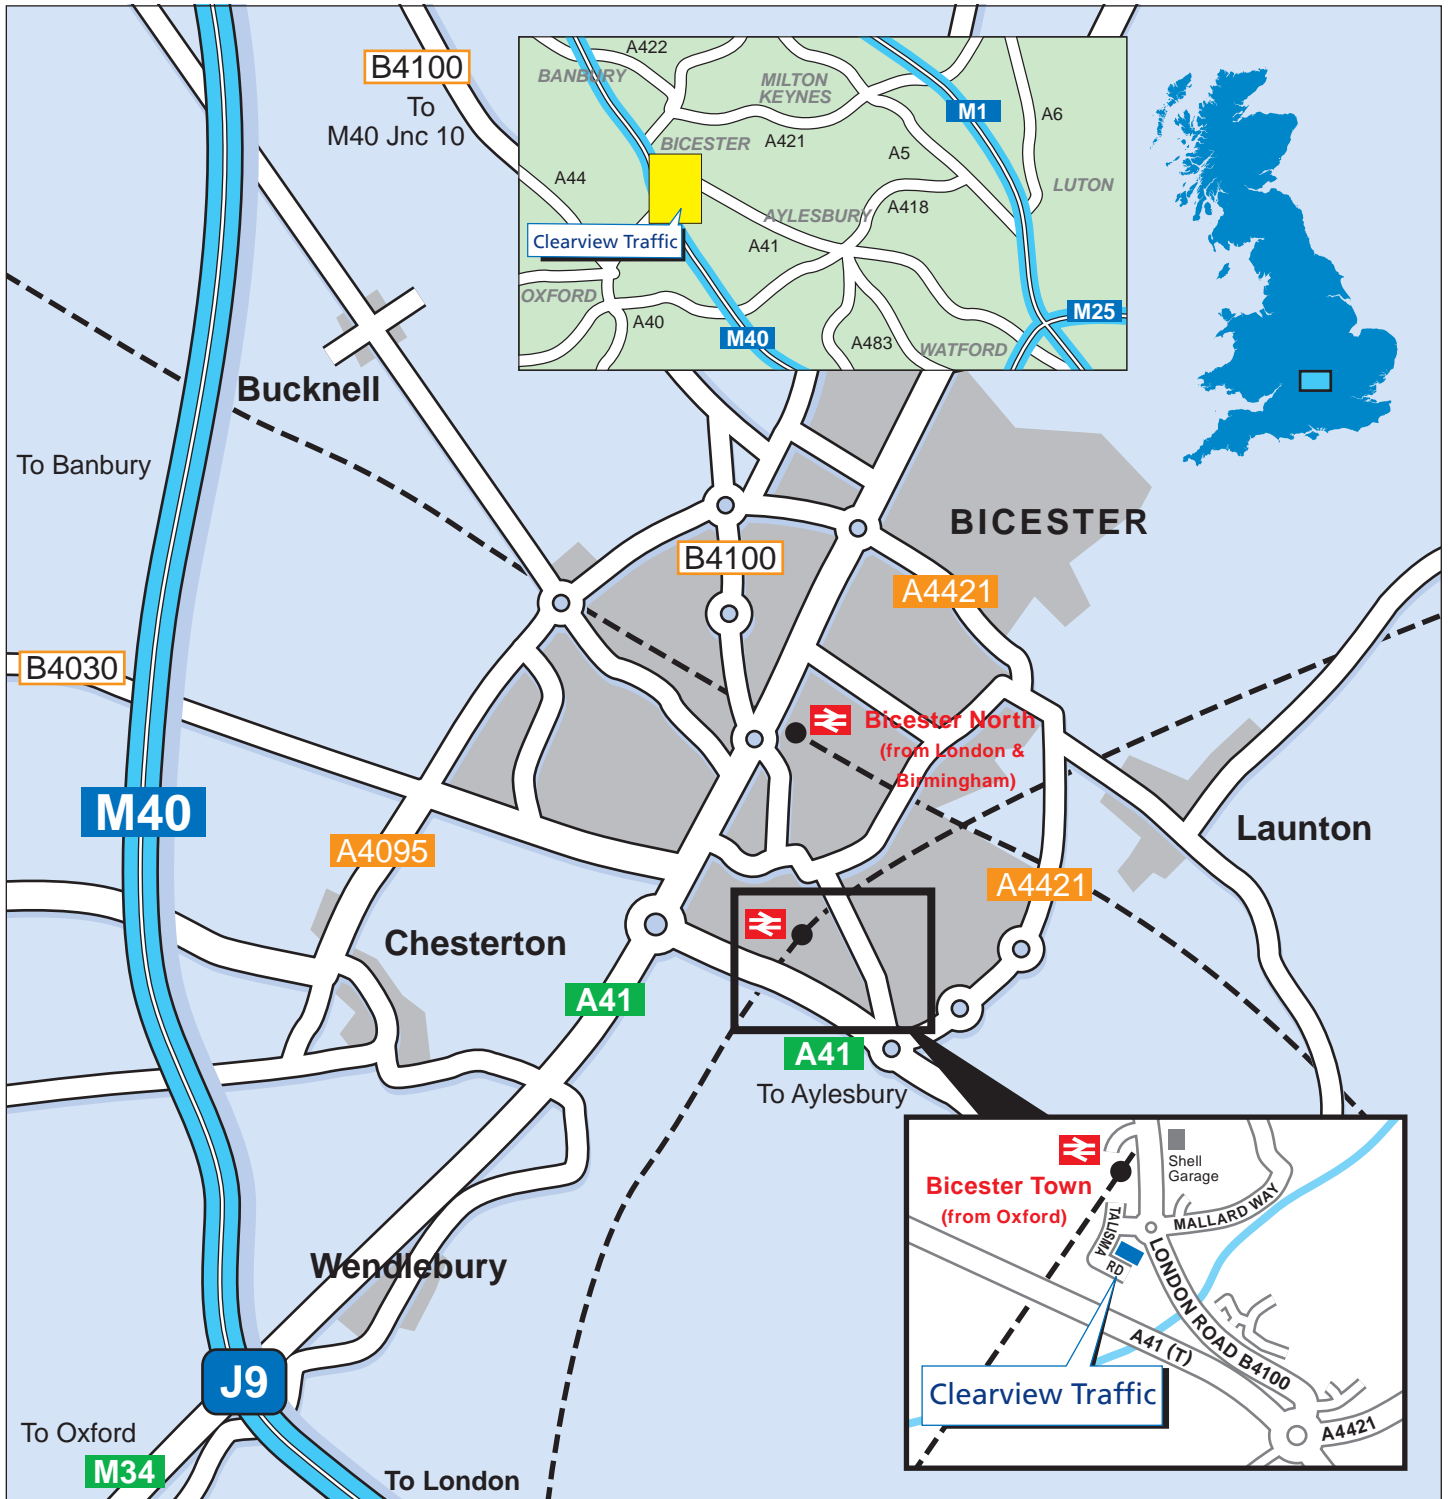 B4100
To
M40 Jnc 10
A422
BANBURY
MILTON
KEYNES
M1
A6
BICESTER
A421
A5
A44
LUTON
A418
AYLESBURY
Clearview Traffic
A41
OXFORD
A40
M40
A483
WATFORD
M25
Bucknell
To Banbury
BICESTER
B4100
A4421
B4030
Bicester North
(from London &
Birmingham)
M40
A4095
Launton
A4421
Chesterton
A41
A41
To Aylesbury
Shell
Garage
Bicester Town
(from Oxford)
TALISMA
RD
MALLARD WAY
LONDON ROAD B4100
A41 (T)
Clearview Traffic
A4421
Wendlebury
J9
To Oxford
M34
To London